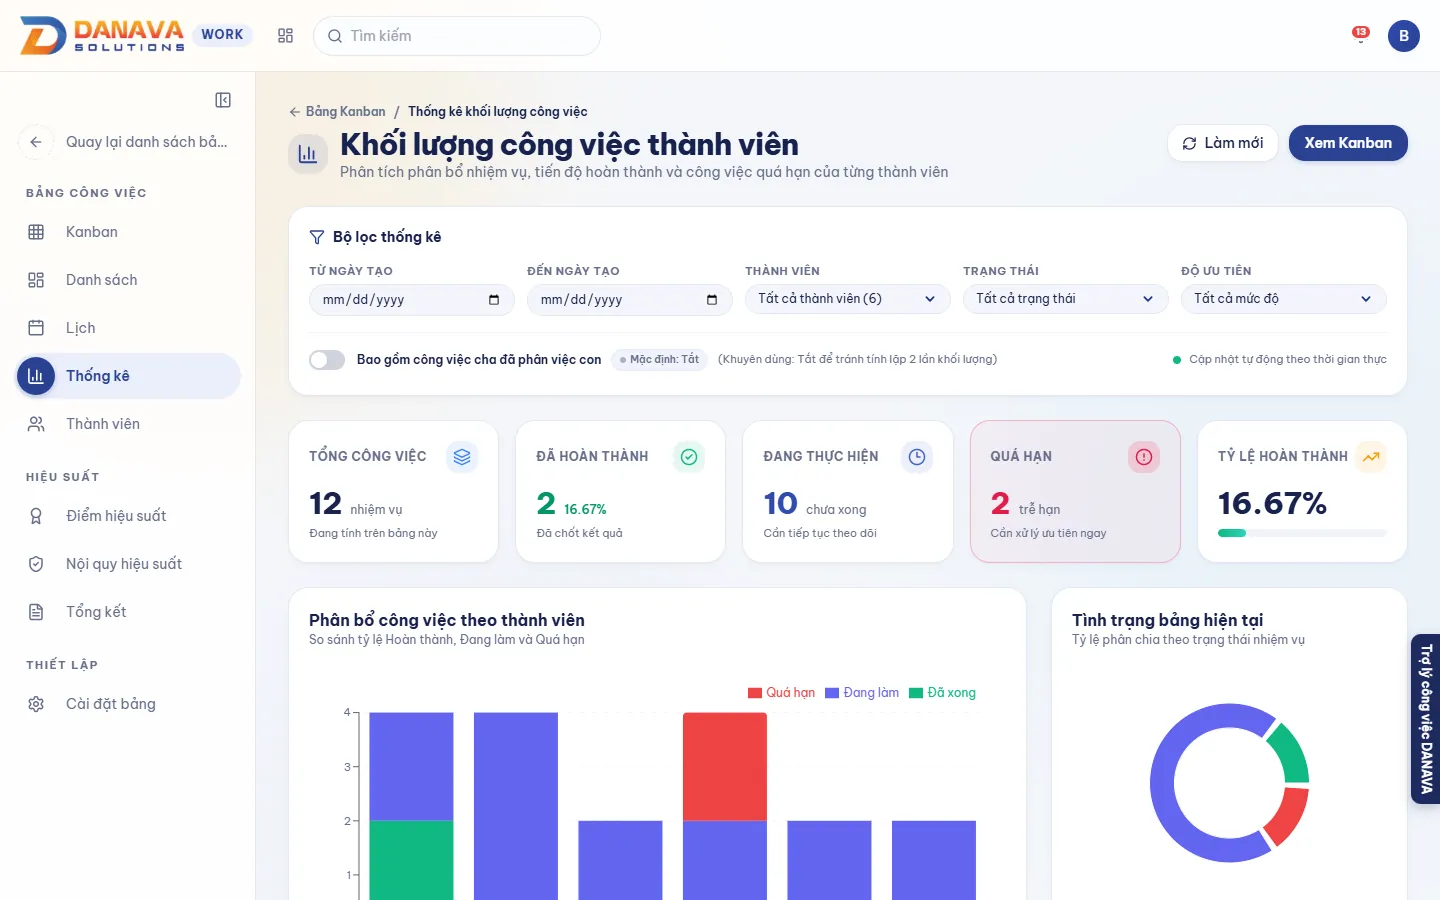 DANAVA
SOLUTIONS
WORK
Tìm kiếm
13
B
Quay lại danh sách bả...
BẢNG CÔNG VIỆC
Kanban
Danh sách
Lịch
Thống kê
Thành viên
HIỆU SUẤT
Điểm hiệu suất
Nội quy hiệu suất
Tổng kết
THIẾT LẬP
Cài đặt bảng
Bảng Kanban / Thống kê khối lượng công việc
Khối lượng công việc thành viên
Phân tích phân bổ nhiệm vụ, tiến độ hoàn thành và công việc quá hạn của từng thành viên
Làm mới
Xem Kanban
Bộ lọc thống kê
TỪ NGÀY TẠO
mm/dd/yyyy
ĐẾN NGÀY TẠO
mm/dd/yyyy
THÀNH VIÊN
Tất cả thành viên (6)
TRẠNG THÁI
Tất cả trạng thái
ĐỘ ƯU TIÊN
Tất cả mức độ
Bao gồm công việc cha đã phân việc con
Mặc định: Tắt
(Khuyên dùng: Tắt để tránh tính lặp 2 lần khối lượng)
Cập nhật tự động theo thời gian thực
TỔNG CÔNG VIỆC
12 nhiệm vụ
Đang tính trên bảng này
ĐÃ HOÀN THÀNH
2 16.67%
Đã chốt kết quả
ĐANG THỰC HIỆN
10 chưa xong
Cần tiếp tục theo dõi
QUÁ HẠN
2 trễ hạn
Cần xử lý ưu tiên ngay
TỶ LỆ HOÀN THÀNH
16.67%
Phân bổ công việc theo thành viên
So sánh tỷ lệ Hoàn thành, Đang làm và Quá hạn
Quá hạn
Đang làm
Đã xong
4
3
2
1
Tình trạng bảng hiện tại
Tỷ lệ phân chia theo trạng thái nhiệm vụ
Trợ lý công việc DANAVA